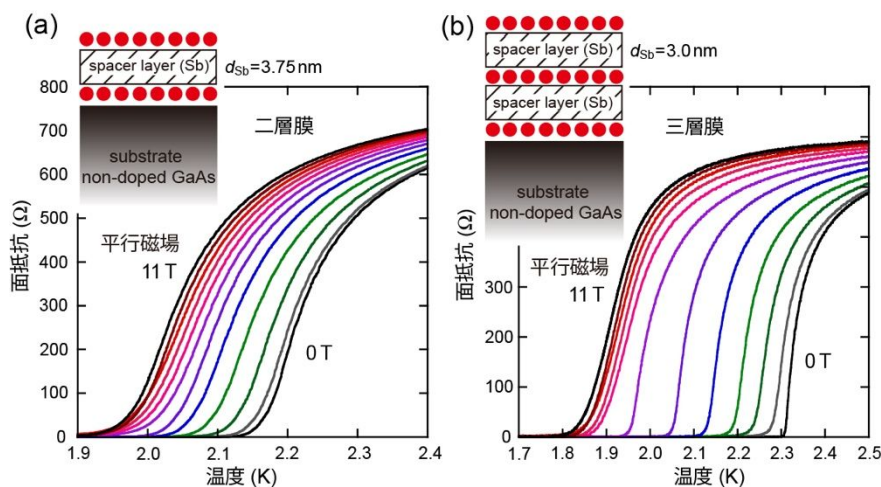 (a)
spacer layer (Sb)
dSb=3.75 nm
substrate
non-doped GaAs
二層膜
平行磁場
11 T
0 T
面抵抗 (Ω)
800
700
600
500
400
300
200
100
0
1.9 2.0 2.1 2.2 2.3 2.4
温度 (K)
(b)
spacer layer (Sb)
dSb=3.0 nm
spacer layer (Sb)
substrate
non-doped GaAs
三層膜
平行磁場
11 T
0 T
面抵抗 (Ω)
300
200
100
0
1.7 1.8 1.9 2.0 2.1 2.2 2.3 2.4 2.5
温度 (K)